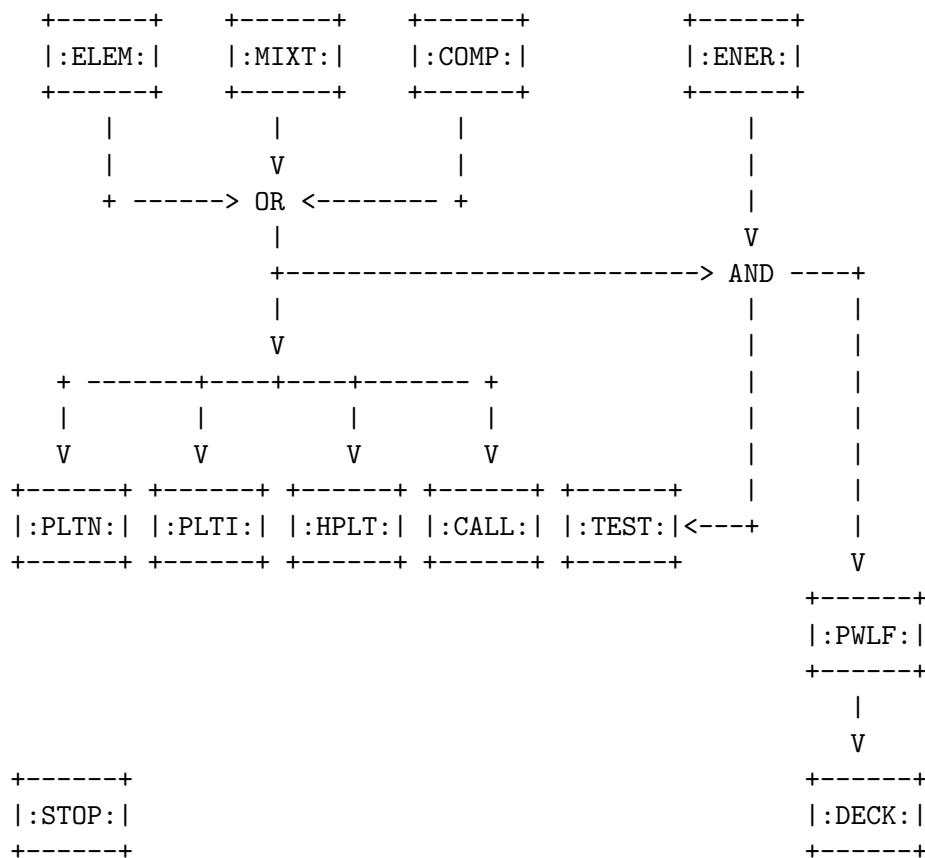 :ELEM: :MIXT: :COMP: :ENER:
V
OR
V
AND
V
V V V V
:PLTN: :PLTI: :HPLT: :CALL: :TEST:
V
:PWLF:
V
:STOP: :DECK: